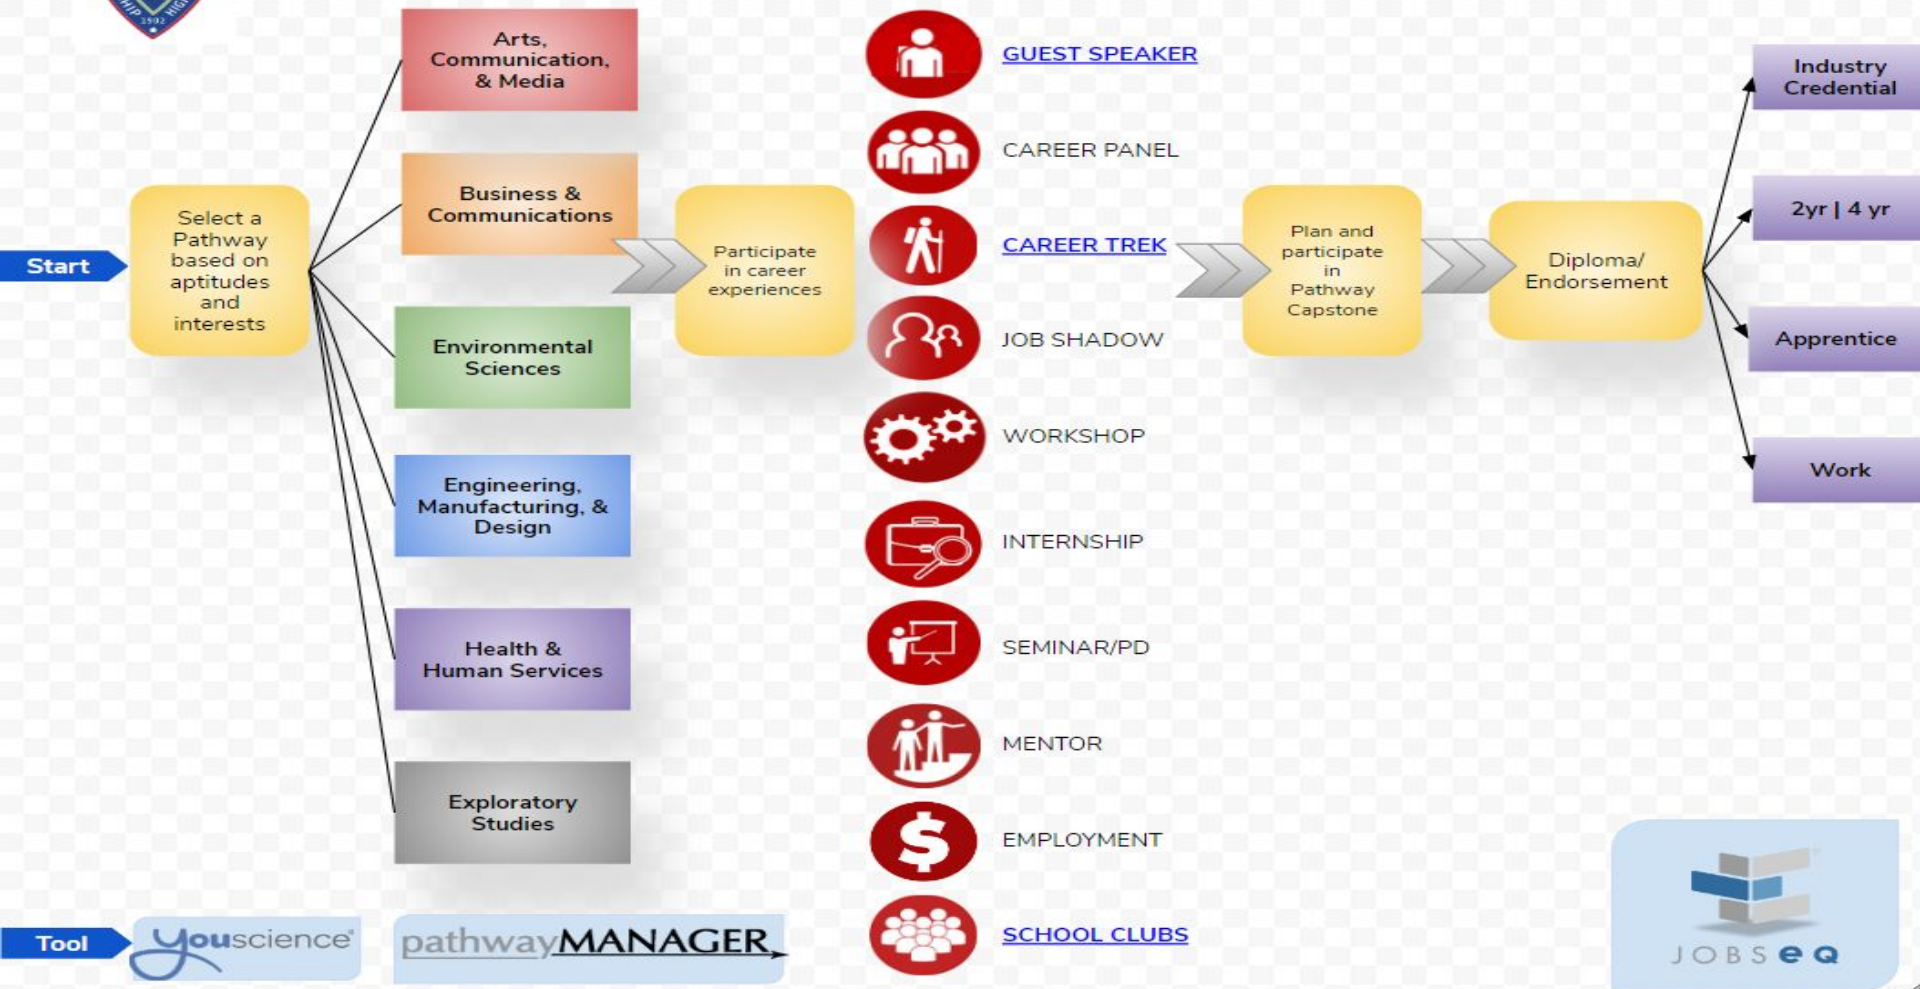 SHIP
HIGH
1902
Start
Select a
Pathway
based on
aptitudes
and
interests
Arts,
Communication,
& Media
Business &
Communications
Environmental
Sciences
Engineering,
Manufacturing, &
Design
Health &
Human Services
Exploratory
Studies
Participate
in career
experiences
GUEST SPEAKER
CAREER PANEL
CAREER TREK
JOB SHADOW
WORKSHOP
INTERNSHIP
SEMINAR/PD
MENTOR
$
EMPLOYMENT
SCHOOL CLUBS
Plan and
participate
in
Pathway
Capstone
Diploma/
Endorsement
Industry
Credential
2yr | 4 yr
Apprentice
Work
Tool
Youscience
pathwayMANAGER
JOBSeQ